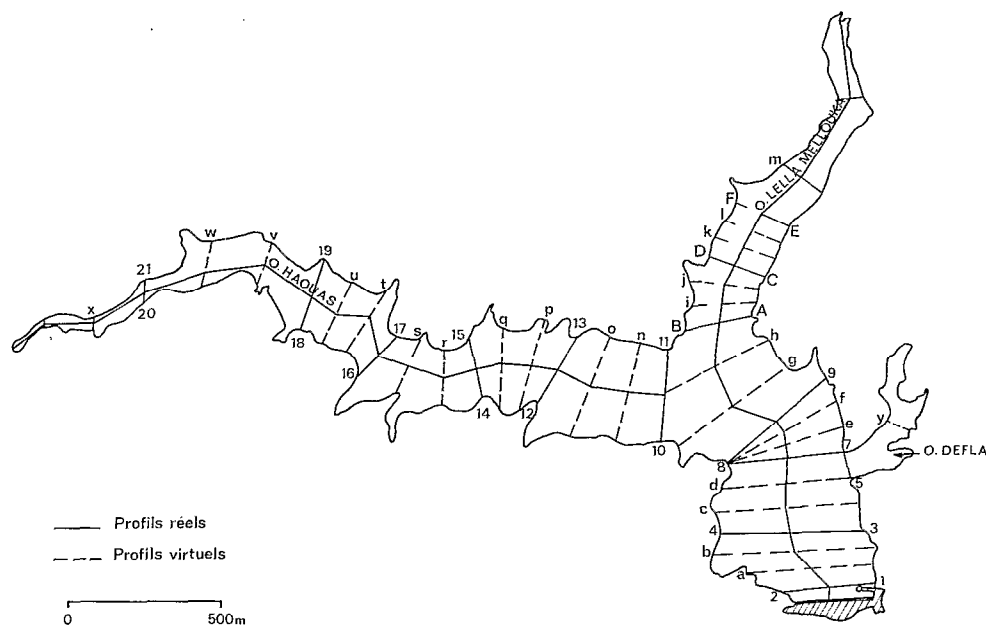 O. LELLA MELLOUKA
m
F
l
k
D
E
C
j
i
B
A
h
g
9
f
e
7
y
O. DEFLA
5
w
v
19
21
O. HAOUAS
u
t
x
20
18
17
s
r
15
q
p
13
o
n
11
16
14
12
10
8
d
c
4
3
b
a
2
1
Profils réels
Profils virtuels
0
500m